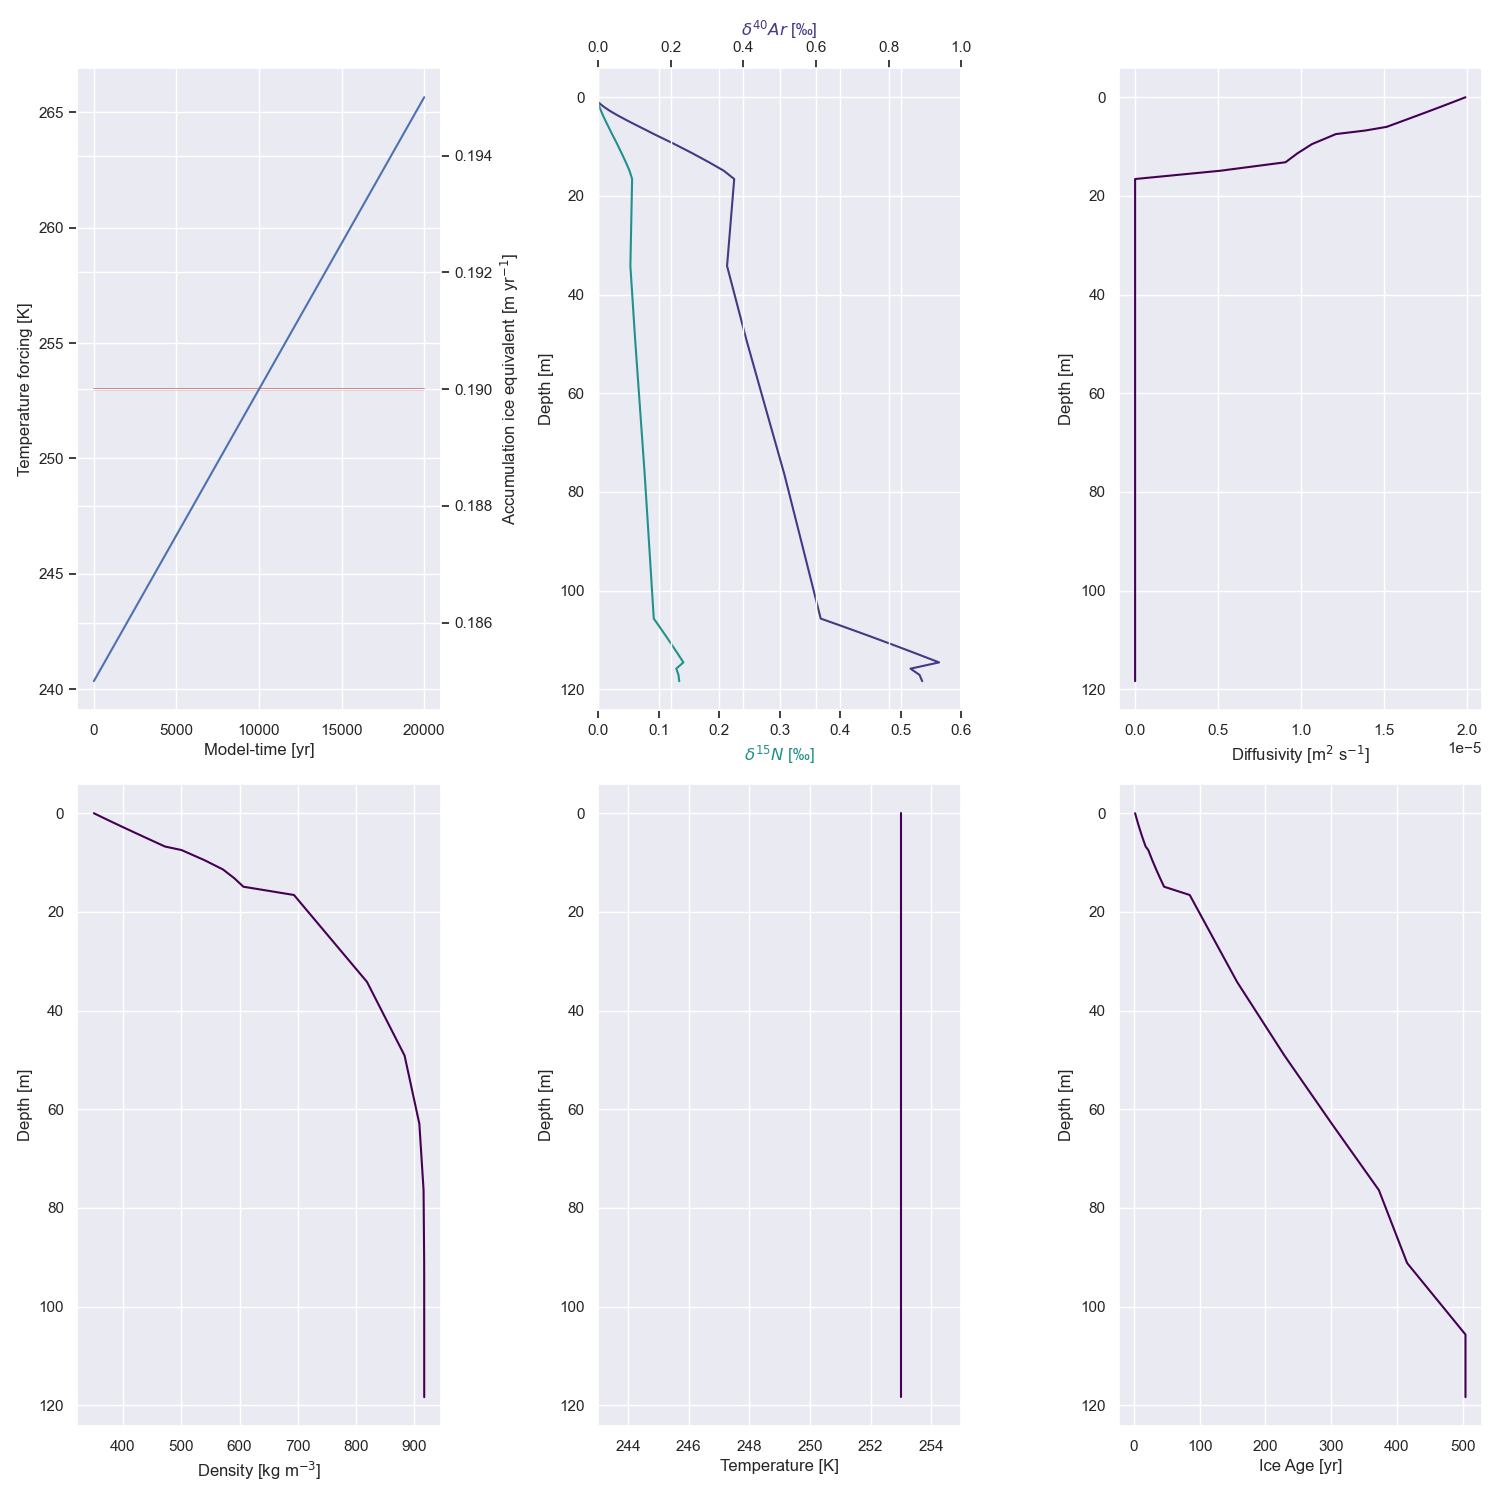 δ⁴⁰Ar [‰]
0.0 0.2 0.4 0.6 0.8 1.0
Temperature forcing [K]
265
260
255
250
245
240
0.194
0.192
0.190
0.188
0.186
Accumulation ice equivalent [m yr⁻¹]
0 5000 10000 15000 20000
Model-time [yr]
Depth [m]
0
20
40
60
80
100
120
0.0 0.1 0.2 0.3 0.4 0.5 0.6
δ¹⁵N [‰]
Depth [m]
0
20
40
60
80
100
120
0.0 0.5 1.0 1.5 2.0
1e−5
Diffusivity [m² s⁻¹]
Depth [m]
0
20
40
60
80
100
120
400 500 600 700 800 900
Density [kg m⁻³]
Depth [m]
0
20
40
60
80
100
120
244 246 248 250 252 254
Temperature [K]
Depth [m]
0
20
40
60
80
100
120
0 100 200 300 400 500
Ice Age [yr]